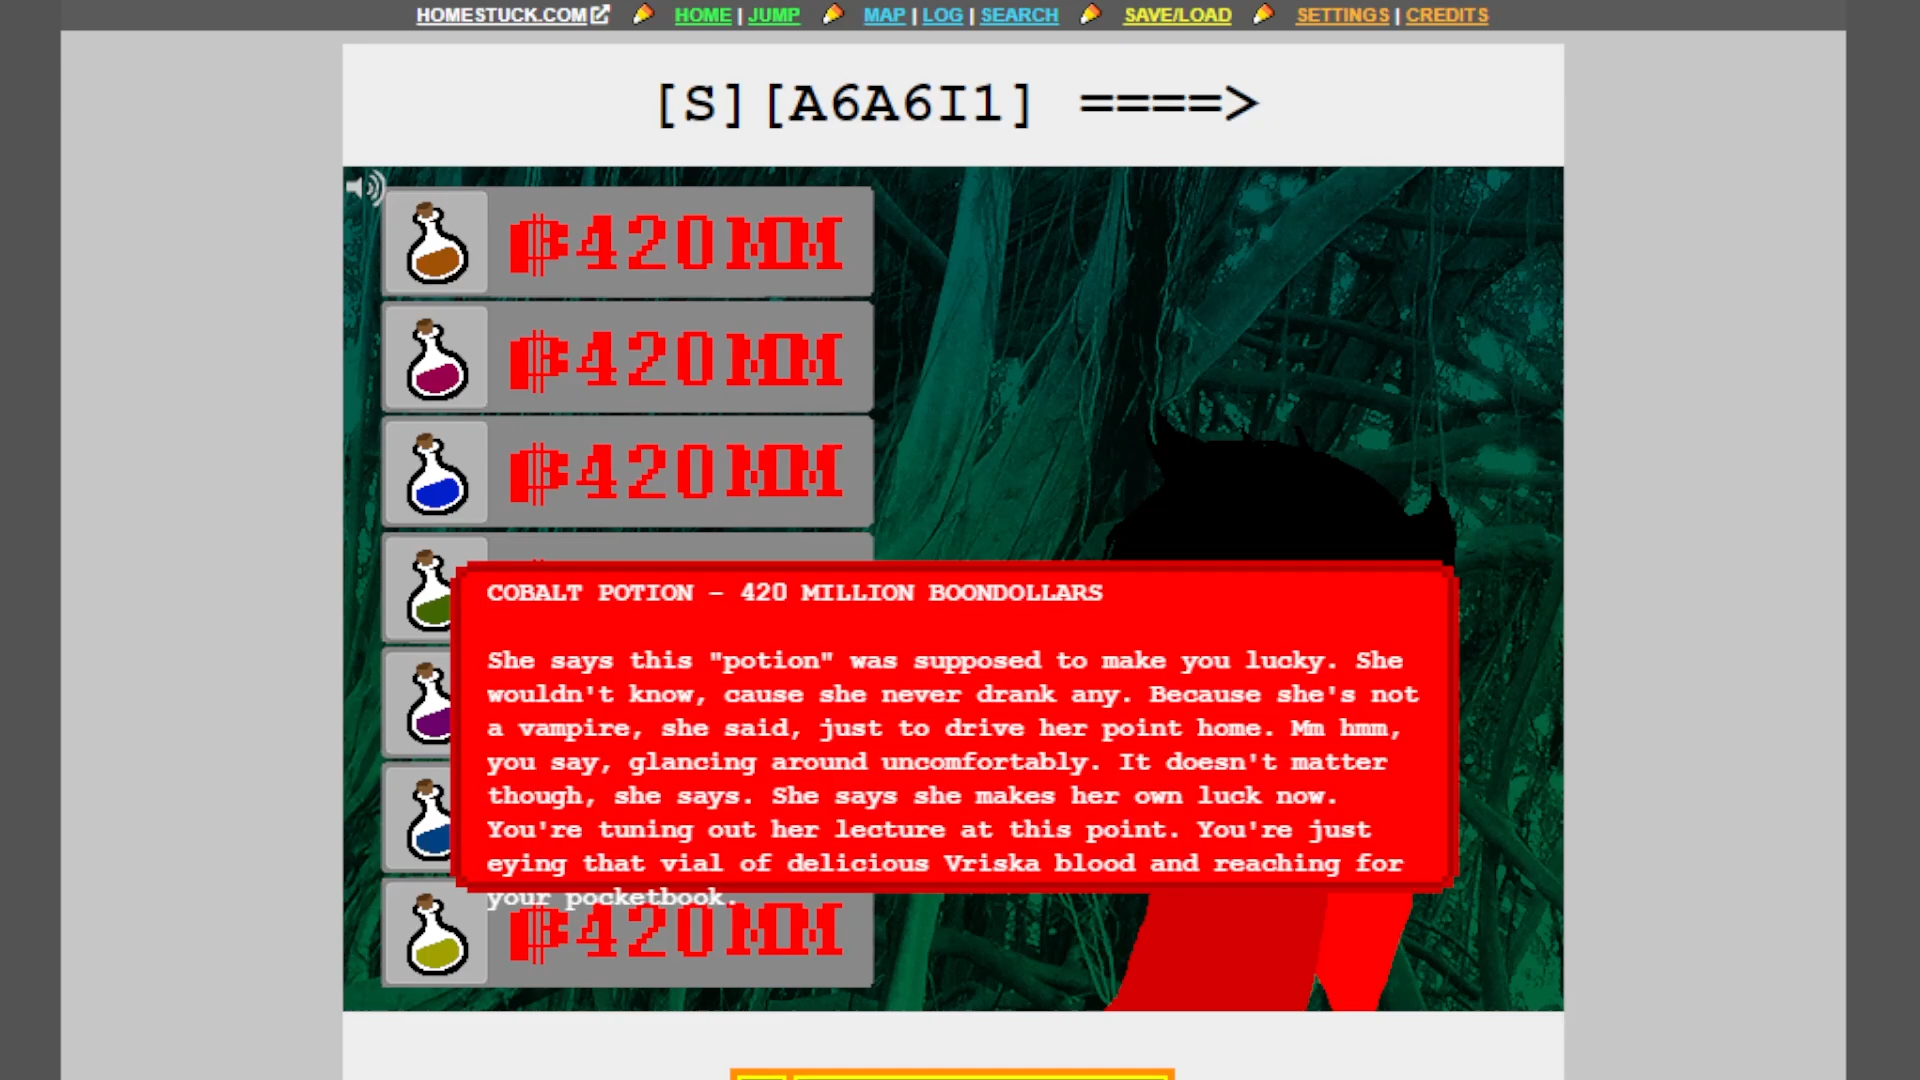 HOMESTUCK.COM HOME | JUMP MAP | LOG | SEARCH SAVE/LOAD SETTINGS | CREDITS
[S][A6A6I1] ====>
420MM
420MM
420MM
COBALT POTION - 420 MILLION BOONDOLLARS
She says this "potion" was supposed to make you lucky. She
wouldn't know, cause she never drank any. Because she's not
a vampire, she said, just to drive her point home. Mm hmm,
you say, glancing around uncomfortably. It doesn't matter
though, she says. She says she makes her own luck now.
You're tuning out her lecture at this point. You're just
eying that vial of delicious Vriska blood and reaching for
your pocketbook.
420MM